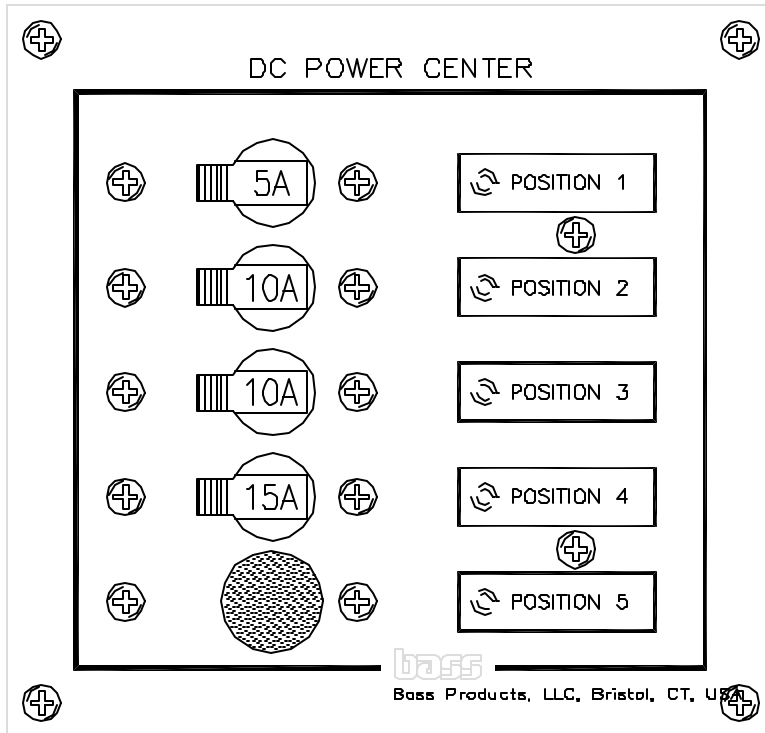 DC POWER CENTER
5A POSITION 1
10A POSITION 2
10A POSITION 3
15A POSITION 4
POSITION 5
bass
Bass Products, LLC, Bristol, CT, USA